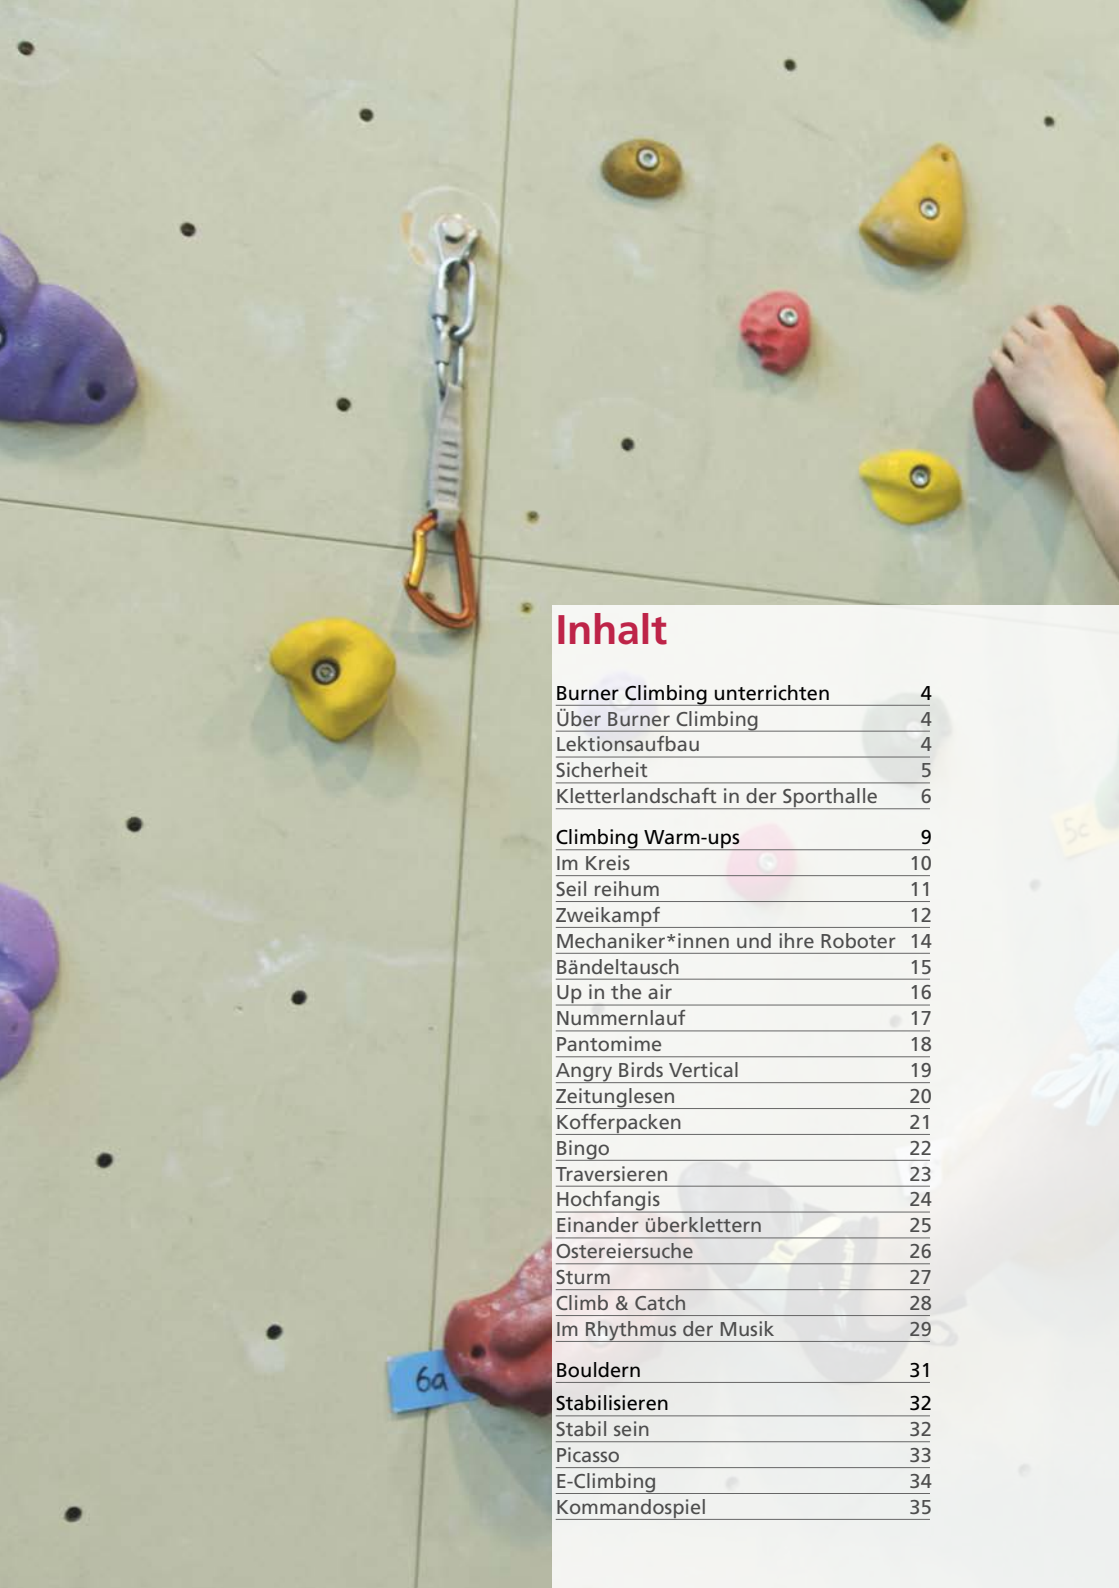 Inhalt
Burner Climbing unterrichten 4
Über Burner Climbing 4
Lektionsaufbau 4
Sicherheit 5
Kletterlandschaft in der Sporthalle 6
Climbing Warm-ups 9
Im Kreis 10
Seil reihum 11
Zweikampf 12
Mechaniker*innen und ihre Roboter 14
Bändeltausch 15
Up in the air 16
Nummernlauf 17
Pantomime 18
Angry Birds Vertical 19
Zeitunglesen 20
Kofferpacken 21
Bingo 22
Traversieren 23
Hochfangis 24
Einander überklettern 25
Ostereiersuche 26
Sturm 27
Climb & Catch 28
Im Rhythmus der Musik 29
Bouldern 31
Stabilisieren 32
Stabil sein 32
Picasso 33
E-Climbing 34
Kommandospiel 35
5c
6a